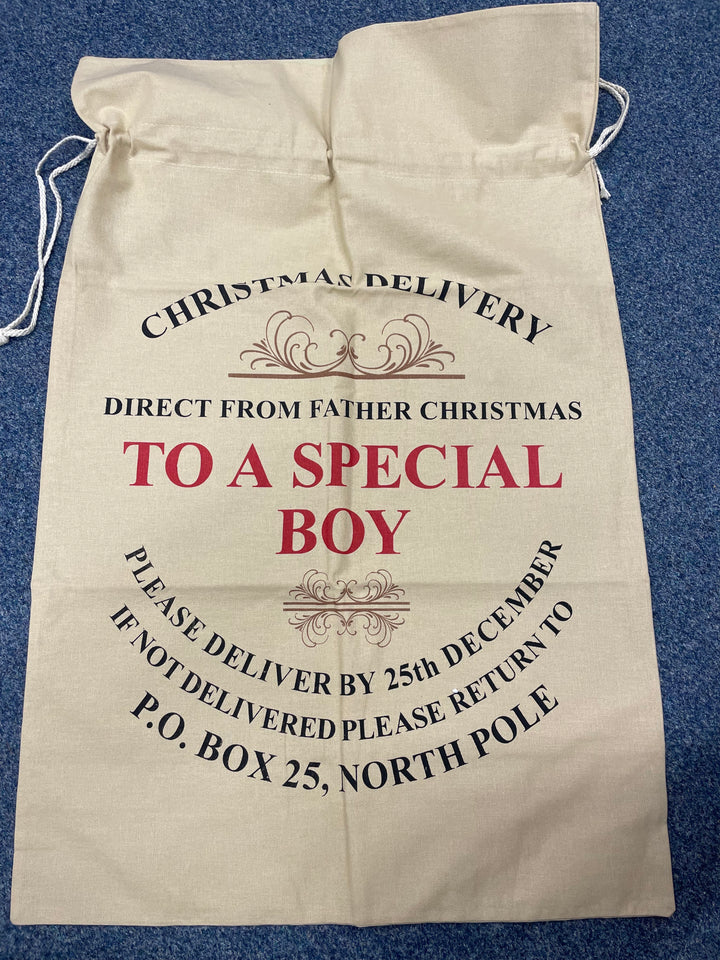 CHRISTMAS DELIVERY
DIRECT FROM FATHER CHRISTMAS
TO A SPECIAL
BOY
PLEASE DELIVER BY 25th DECEMBER
IF NOT DELIVERED PLEASE RETURN TO
P.O. BOX 25, NORTH POLE